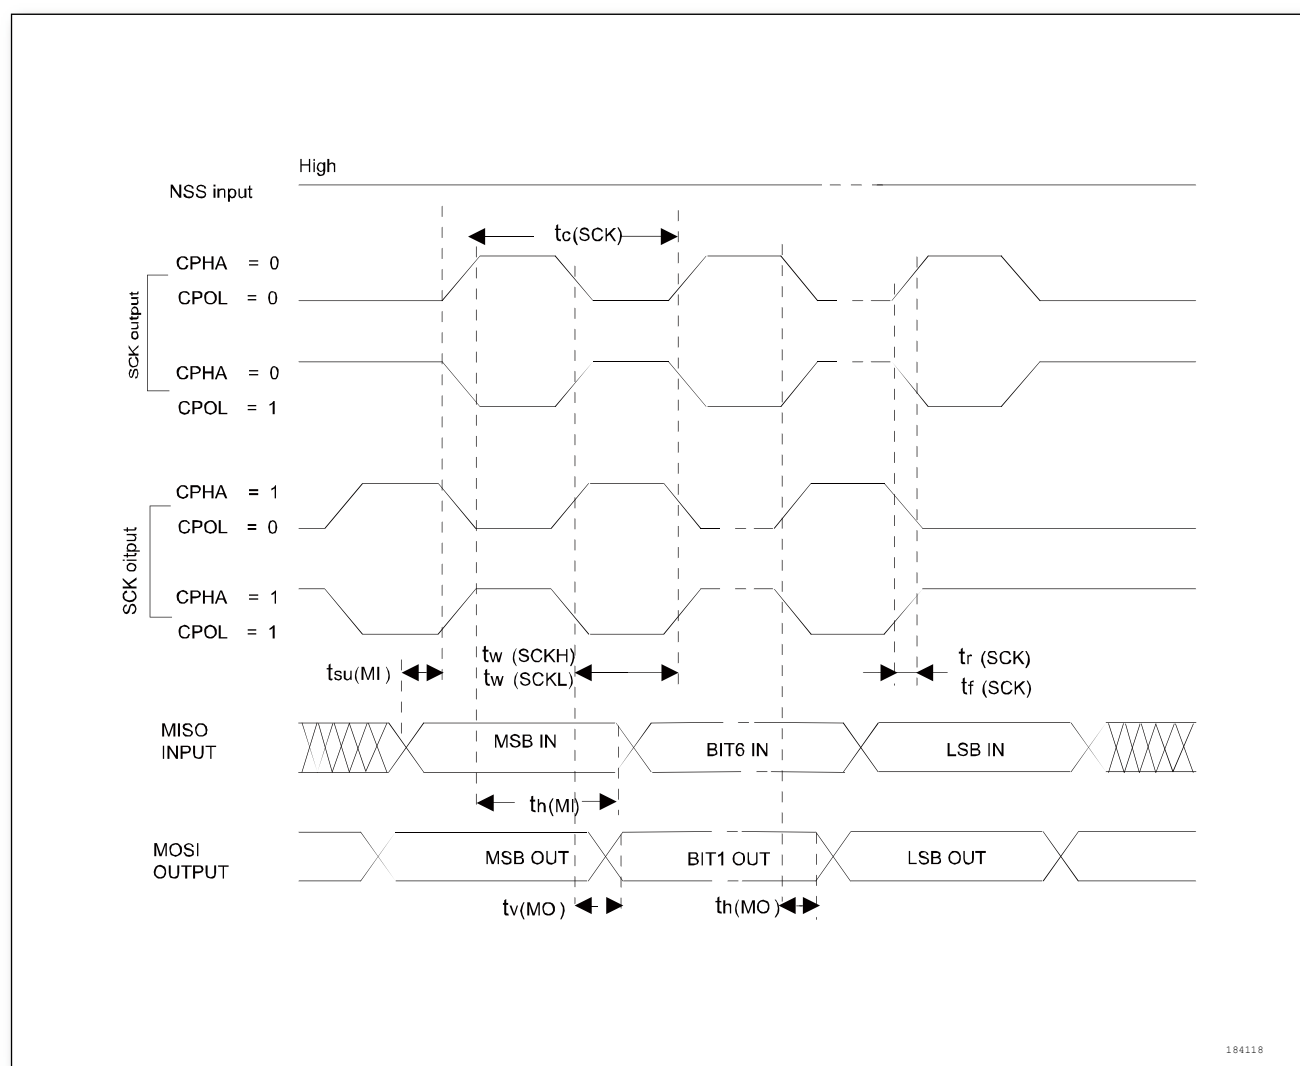 High
NSS input
tc(SCK)
CPHA = 0
CPOL = 0
SCK output
CPHA = 0
CPOL = 1
CPHA = 1
CPOL = 0
SCK oitput
CPHA = 1
CPOL = 1
tsu(MI)
tw (SCKH)
tw (SCKL)
tr (SCK)
tf (SCK)
MISO
INPUT
MSB IN
BIT6 IN
LSB IN
th(MI)
MOSI
OUTPUT
MSB OUT
BIT1 OUT
LSB OUT
tv(MO)
th(MO)
184118